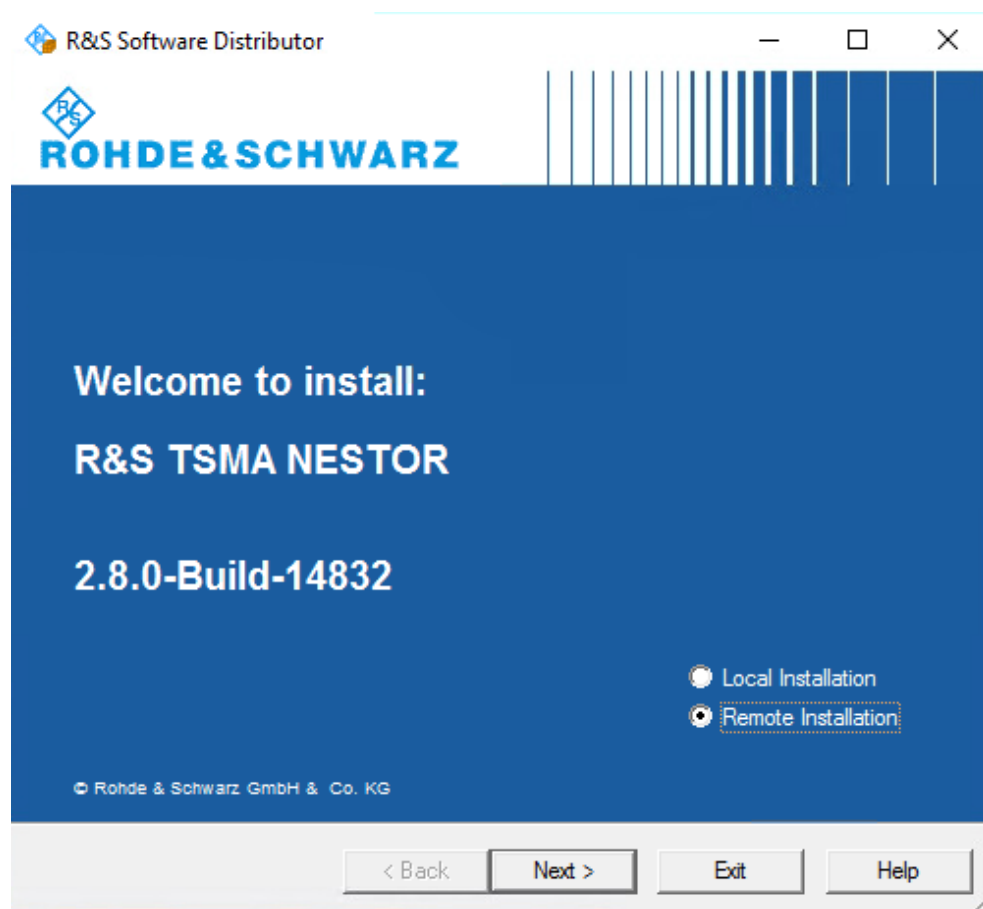 R&S Software Distributor
R&S
ROHDE&SCHWARZ
Welcome to install:
R&S TSMA NESTOR
2.8.0-Build-14832
Local Installation
Remote Installation
© Rohde & Schwarz GmbH & Co. KG
< Back Next > Exit Help